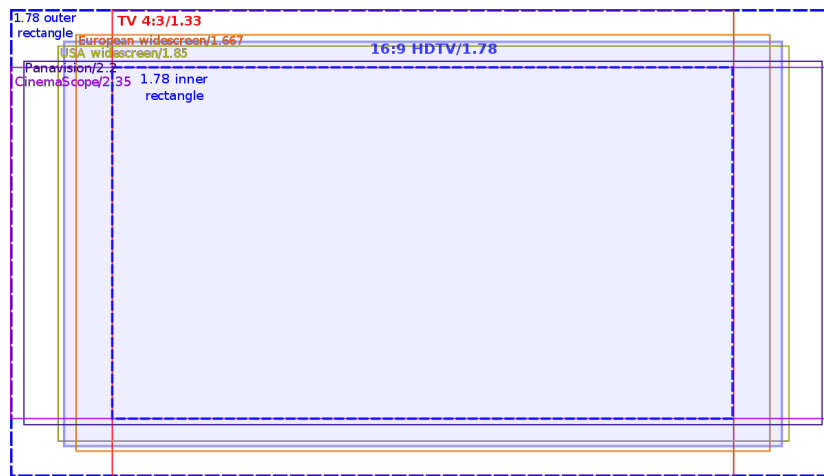 1.78 outer
rectangle
TV 4:3/1.33
European widescreen/1.667
16:9 HDTV/1.78
USA widescreen/1.85
Panavision/2.2
CinemaScope/2.35
1.78 inner
rectangle